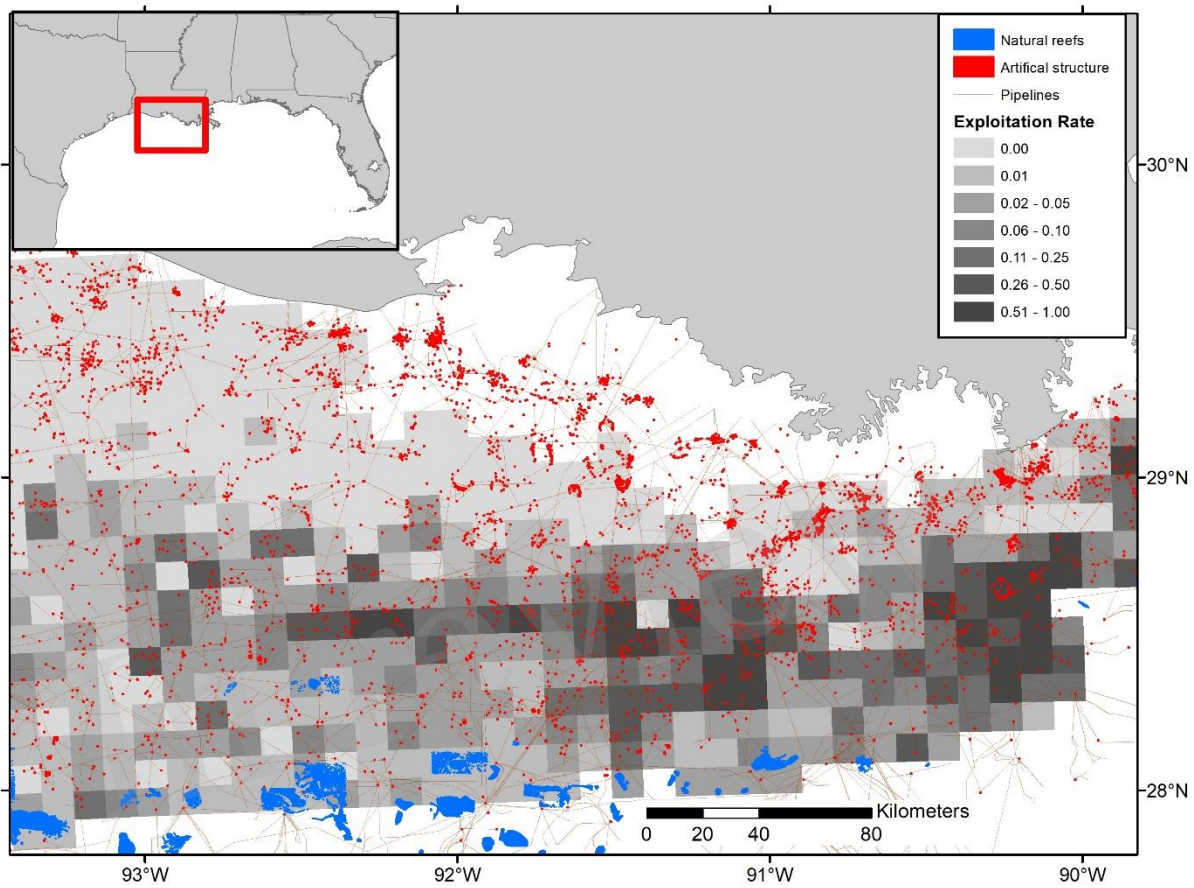 Natural reefs
Artifical structure
Pipelines
Exploitation Rate
0.00
0.01
0.02 - 0.05
0.06 - 0.10
0.11 - 0.25
0.26 - 0.50
0.51 - 1.00
30°N
29°N
28°N
Kilometers
0 20 40 80
93°W 92°W 91°W 90°W